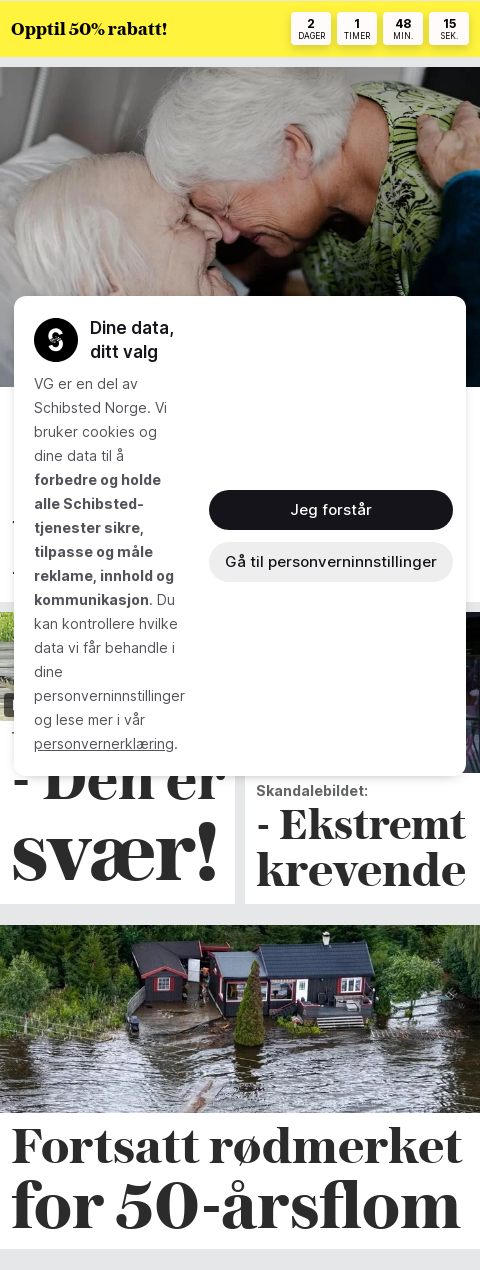 Opptil 50% rabatt!
2
DAGER
1
TIMER
48
MIN.
15
SEK.
Dine data,
ditt valg
VG er en del av
Schibsted Norge. Vi
bruker cookies og
dine data til å
forbedre og holde
alle Schibsted-
tjenester sikre,
tilpasse og måle
reklame, innhold og
kommunikasjon. Du
kan kontrollere hvilke
data vi får behandle i
dine
personverninnstillinger
og lese mer i vår
personvernerklæring.
Jeg forstår
Gå til personverninnstillinger
- Den er
svær!
Skandalebildet:
- Ekstremt
krevende
Fortsatt rødmerket
for 50-årsflom